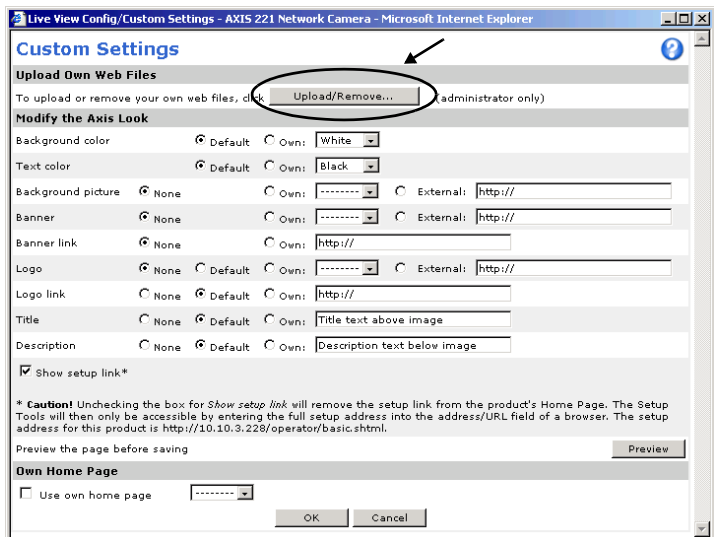 Live View Config/Custom Settings - AXIS 221 Network Camera - Microsoft Internet Explorer
Custom Settings
?
Upload Own Web Files
To upload or remove your own web files, click Upload/Remove... (administrator only)
Modify the Axis Look
Background color Default Own: White
Text color Default Own: Black
Background picture None Own: -------- External: http://
Banner None Own: -------- External: http://
Banner link None Own: http://
Logo None Default Own: -------- External: http://
Logo link None Default Own: http://
Title None Default Own: Title text above image
Description None Default Own: Description text below image
Show setup link*
* Caution! Unchecking the box for Show setup link will remove the setup link from the product's Home Page. The Setup
Tools will then only be accessible by entering the full setup address into the address/URL field of a browser. The setup
address for this product is http://10.10.3.228/operator/basic.shtml.
Preview the page before saving Preview
Own Home Page
Use own home page --------
OK Cancel